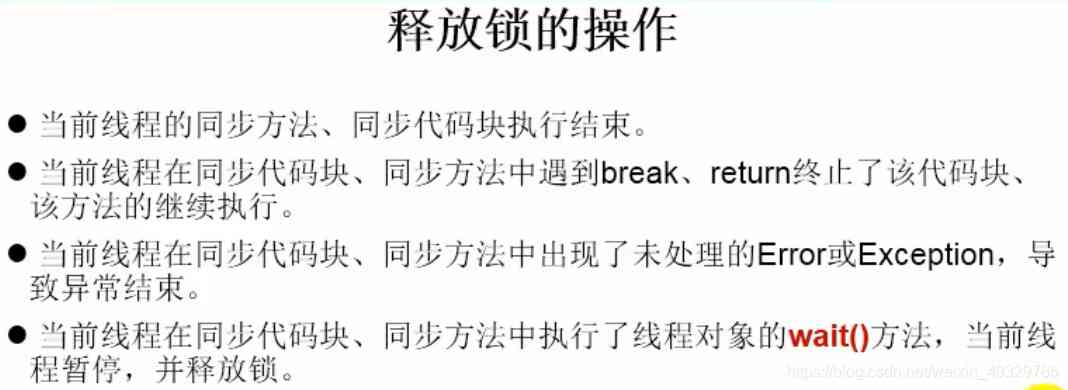 释放锁的操作
● 当前线程的同步方法、同步代码块执行结束。
● 当前线程在同步代码块、同步方法中遇到break、return终止了该代码块、
该方法的继续执行。
● 当前线程在同步代码块、同步方法中出现了未处理的Error或Exception，导
致异常结束。
● 当前线程在同步代码块、同步方法中执行了线程对象的wait()方法，当前线
程暂停，并释放锁。
https://blog.csdn.net/weixin_49329785